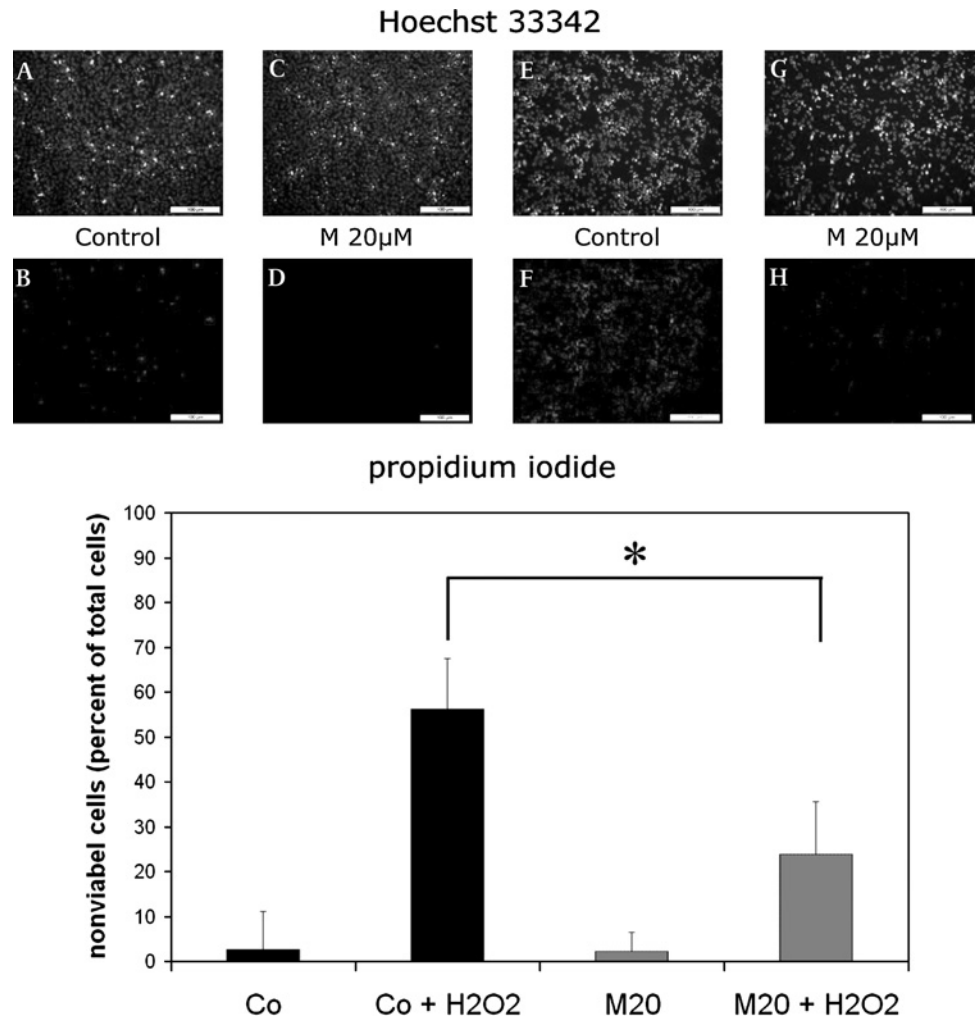 Hoechst 33342
A C E G
Control M 20µM Control M 20µM
B D F H
propidium iodide
nonviabel cells (percent of total cells)
100
90
80
70
60
50
40
30
20
10
0
*
Co Co + H2O2 M20 M20 + H2O2